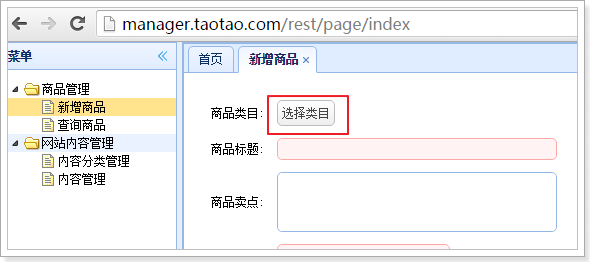 manager.taotao.com/rest/page/index
菜单
商品管理
新增商品
查询商品
网站内容管理
内容分类管理
内容管理
首页 新增商品
商品类目: 选择类目
商品标题:
商品卖点: